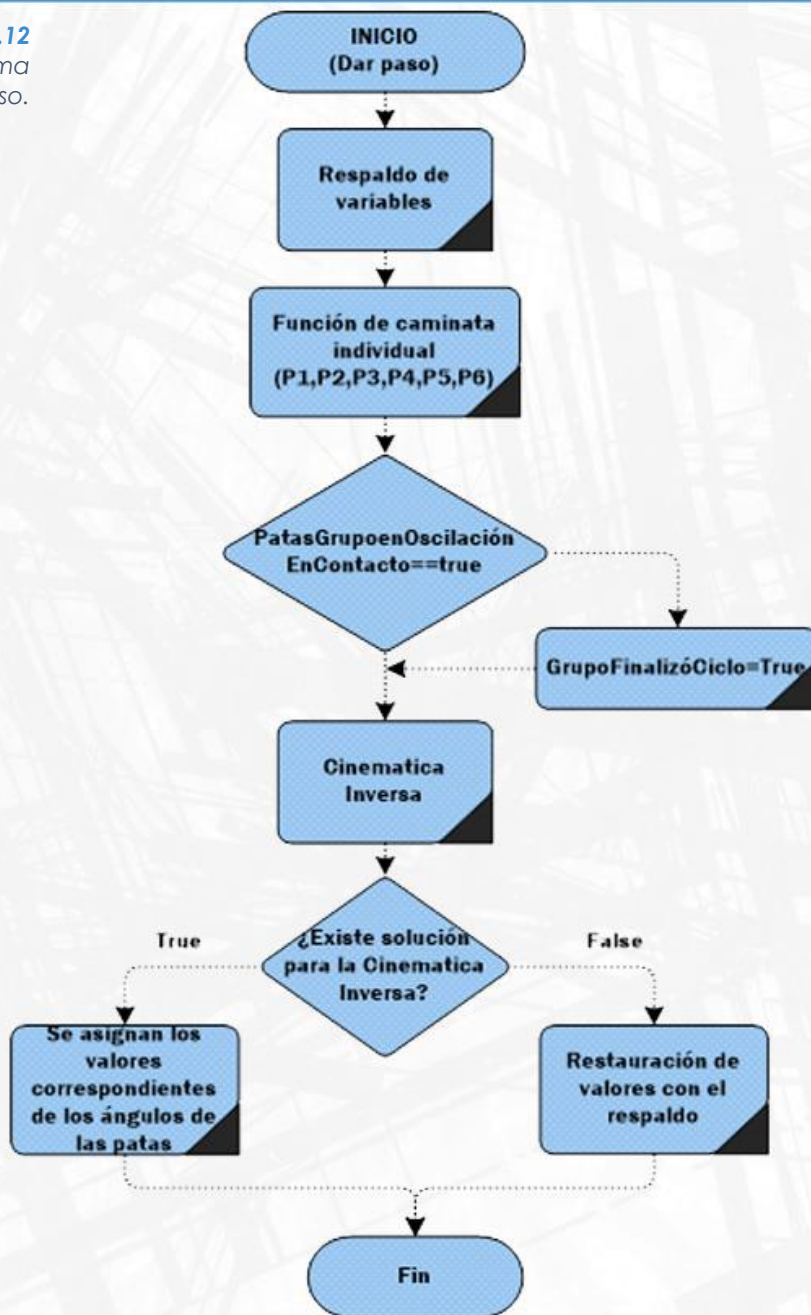 .12
ma
so.
INICIO
(Dar paso)
Respaldo de
variables
Función de caminata
individual
(P1,P2,P3,P4,P5,P6)
PatasGrupoenOscilación
EnContacto==true
GrupoFinalizóCiclo=True
Cinematica
Inversa
¿Existe solución
para la Cinematica
Inversa?
True
False
Se asignan los
valores
correspondientes
de los ángulos de
las patas
Restauración de
valores con el
respaldo
Fin